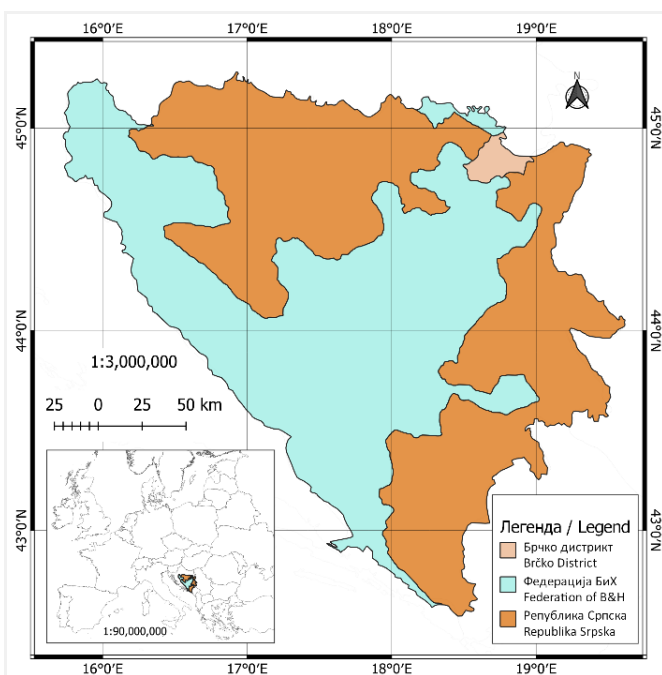 16°0'E 17°0'E 18°0'E 19°0'E
N
45°0'N 45°0'N
44°0'N 44°0'N
1:3,000,000
25 0 25 50 km
43°0'N 43°0'N
Легенда / Legend
Брчко дистрикт
Brčko District
Федерација БиХ
Federation of B&H
Република Српска
Republika Srpska
1:90,000,000
16°0'E 17°0'E 18°0'E 19°0'E